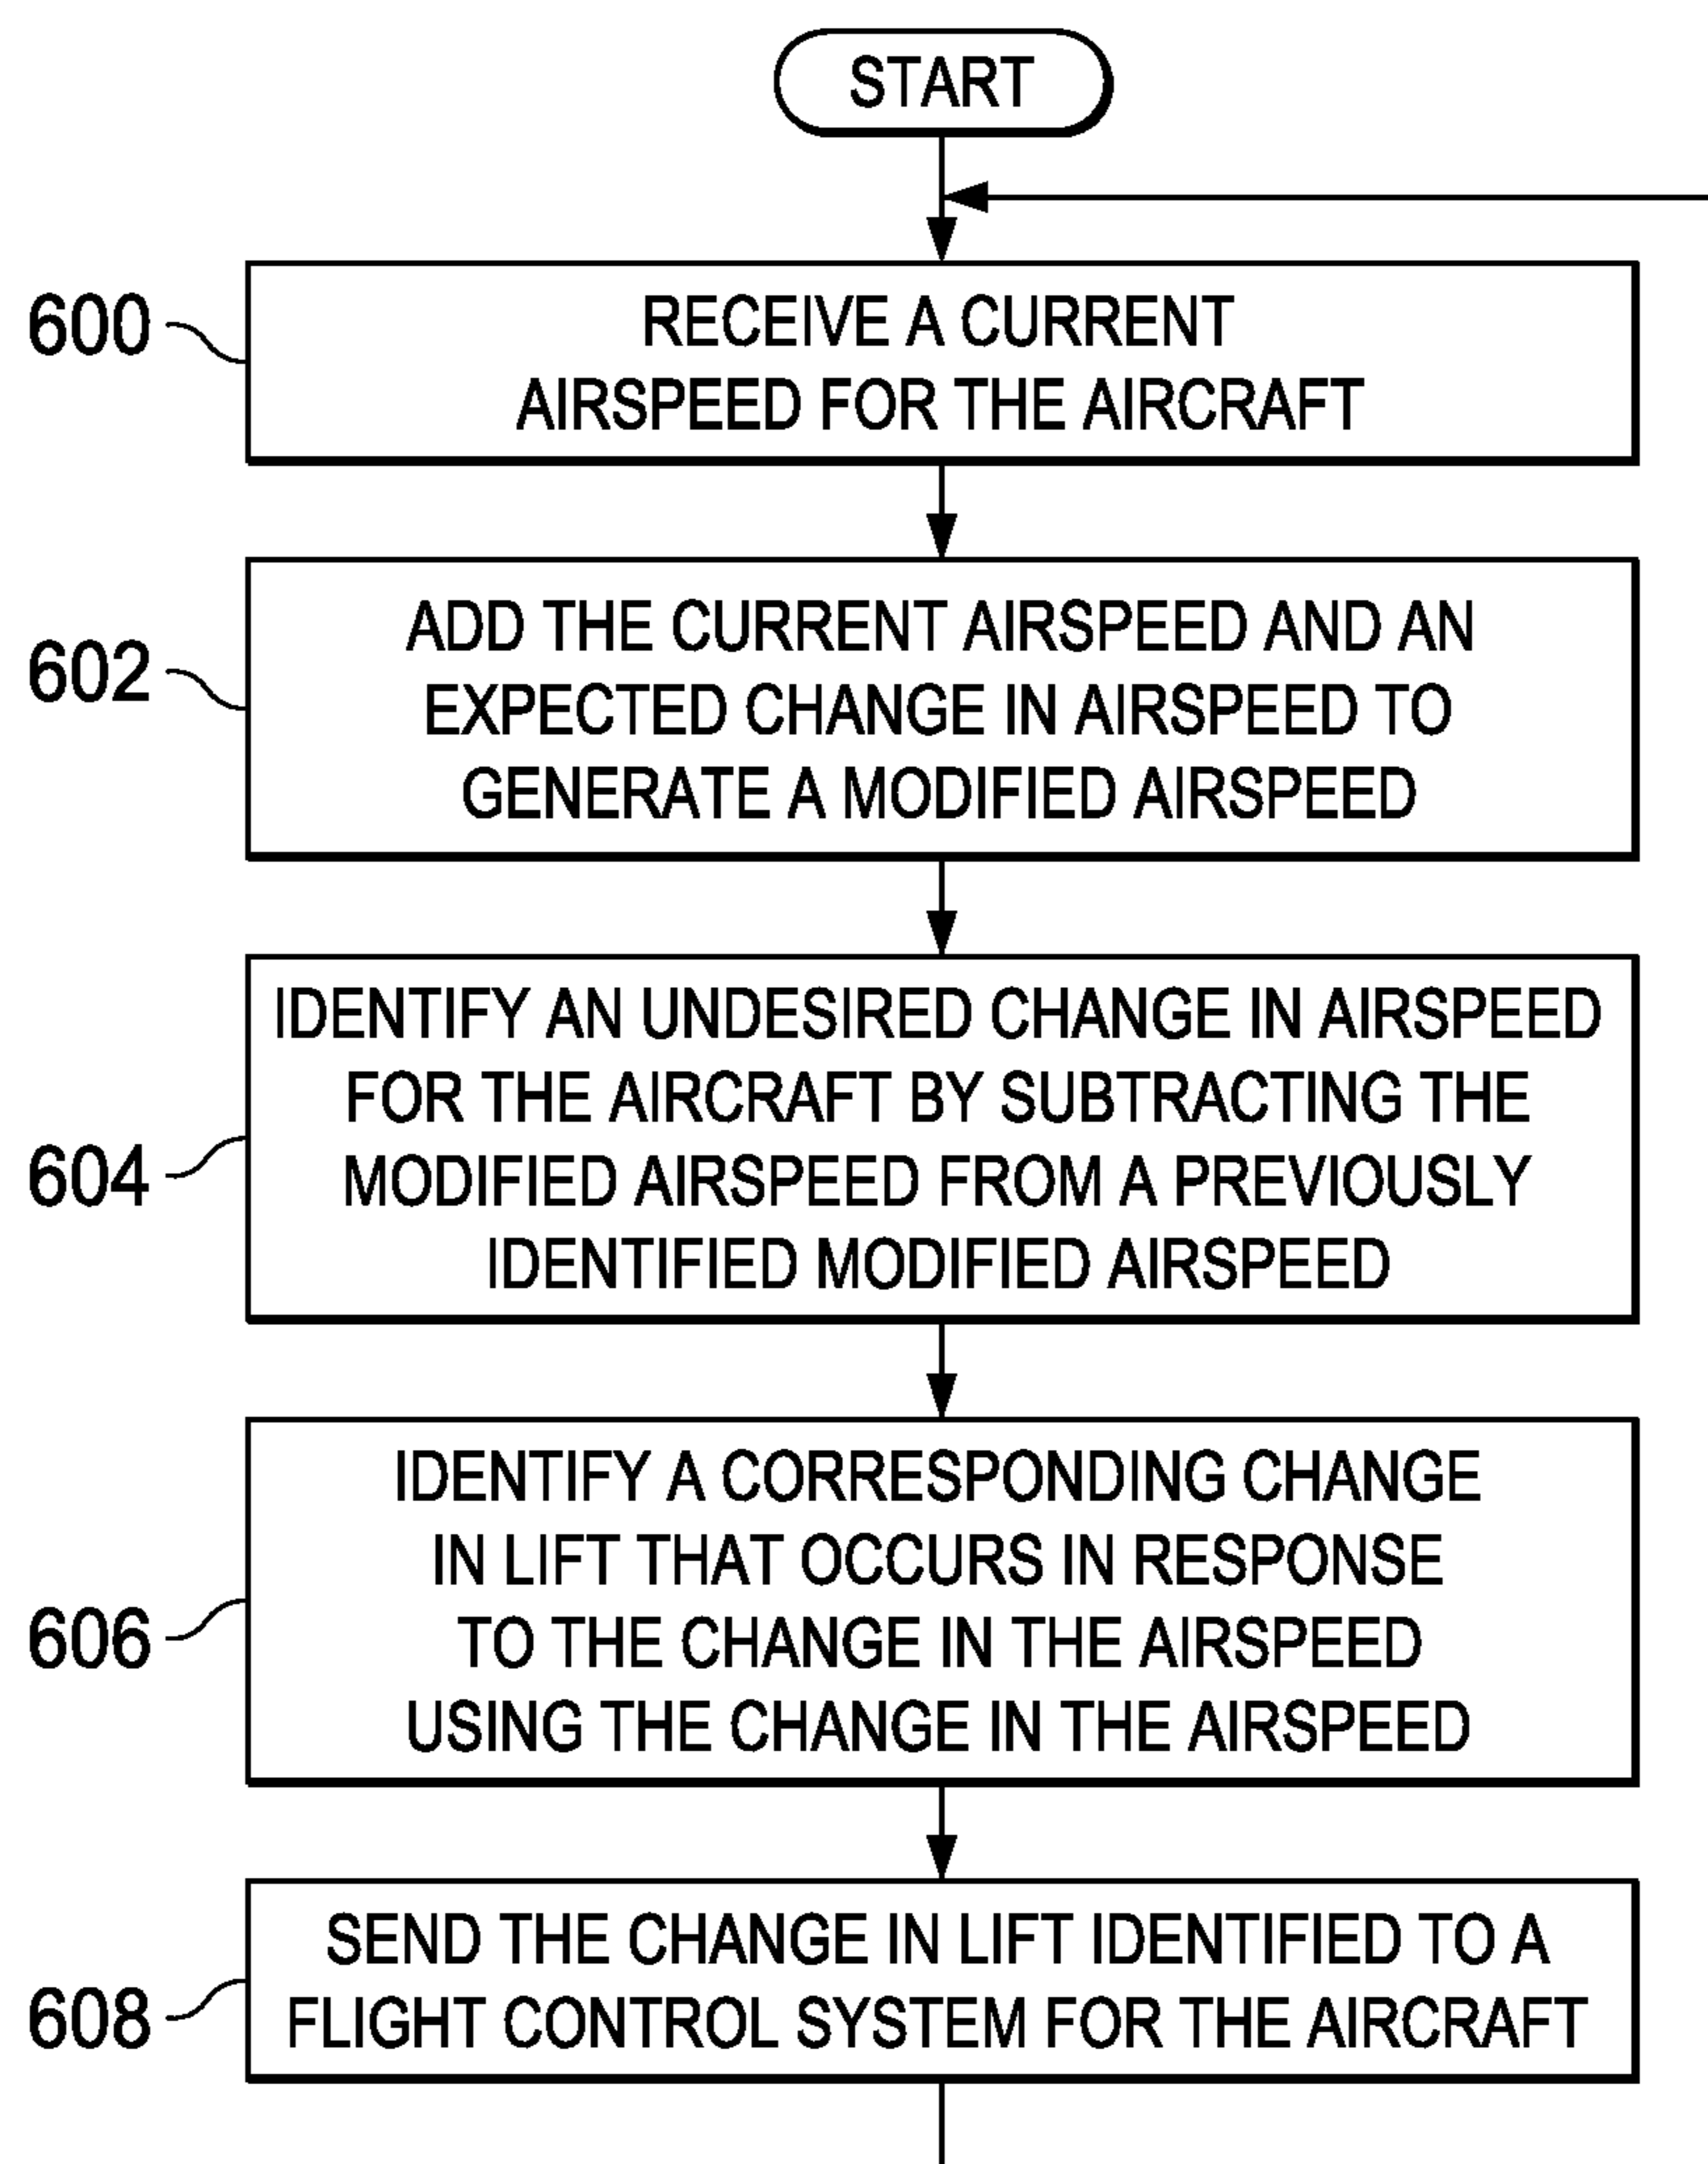 START
600
RECEIVE A CURRENT
AIRSPEED FOR THE AIRCRAFT
602
ADD THE CURRENT AIRSPEED AND AN
EXPECTED CHANGE IN AIRSPEED TO
GENERATE A MODIFIED AIRSPEED
604
IDENTIFY AN UNDESIRED CHANGE IN AIRSPEED
FOR THE AIRCRAFT BY SUBTRACTING THE
MODIFIED AIRSPEED FROM A PREVIOUSLY
IDENTIFIED MODIFIED AIRSPEED
606
IDENTIFY A CORRESPONDING CHANGE
IN LIFT THAT OCCURS IN RESPONSE
TO THE CHANGE IN THE AIRSPEED
USING THE CHANGE IN THE AIRSPEED
608
SEND THE CHANGE IN LIFT IDENTIFIED TO A
FLIGHT CONTROL SYSTEM FOR THE AIRCRAFT